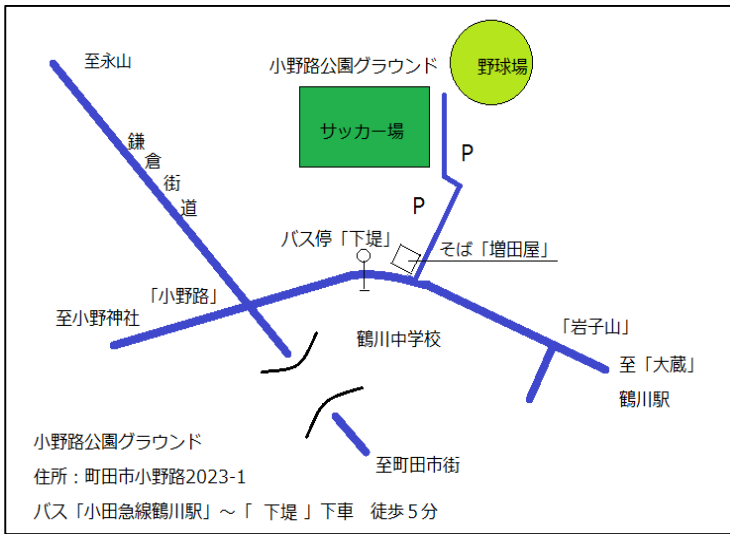 至永山
小野路公園グラウンド
野球場
サッカー場
鎌倉街道
P
P
バス停「下堤」
そば「増田屋」
「小野路」
至小野神社
鶴川中学校
「岩子山」
至「大蔵」
鶴川駅
至町田市街
小野路公園グラウンド
住所：町田市小野路2023-1
バス「小田急線鶴川駅」～「 下堤 」下車　徒歩５分